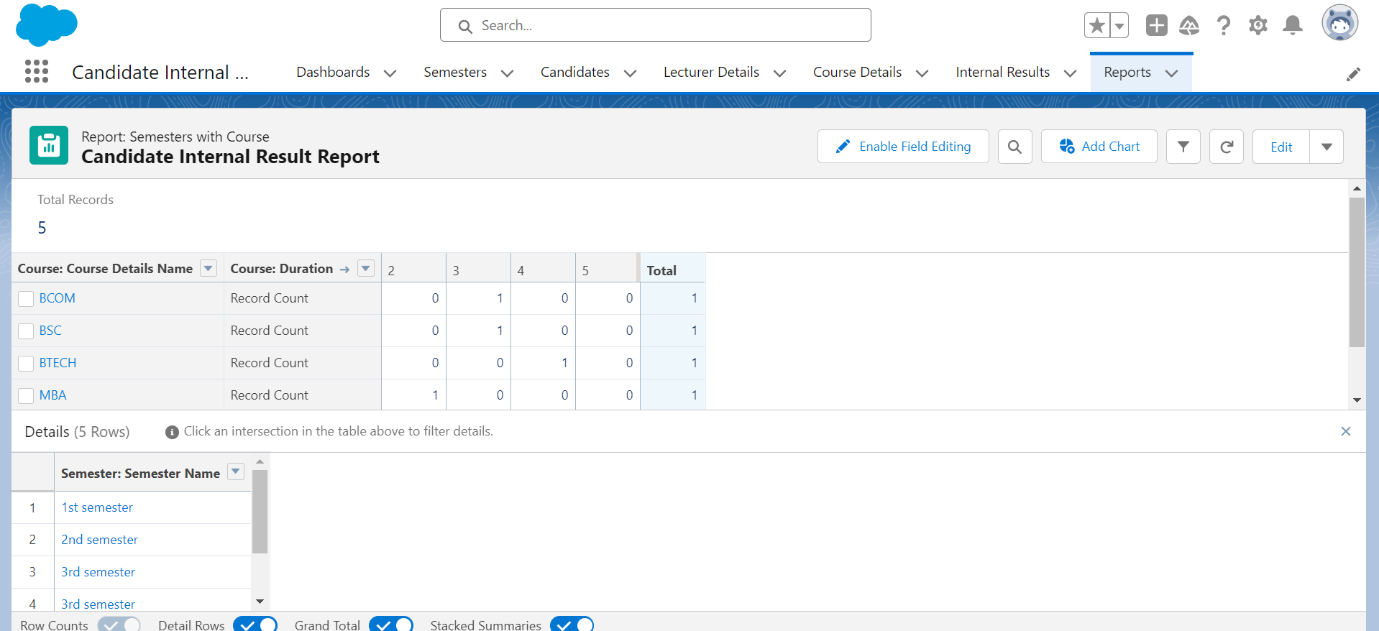 Search...
Candidate Internal ...
Dashboards
Semesters
Candidates
Lecturer Details
Course Details
Internal Results
Reports
Report: Semesters with Course
Candidate Internal Result Report
Enable Field Editing
Add Chart
Edit
Total Records
5
Course: Course Details Name Course: Duration → 2 3 4 5 Total
BCOM Record Count 0 1 0 0 1
BSC Record Count 0 1 0 0 1
BTECH Record Count 0 0 1 0 1
MBA Record Count 1 0 0 0 1
Details (5 Rows)
Click an intersection in the table above to filter details.
Semester: Semester Name
1 1st semester
2 2nd semester
3 3rd semester
4 3rd semester
Row Counts
Detail Rows
Grand Total
Stacked Summaries